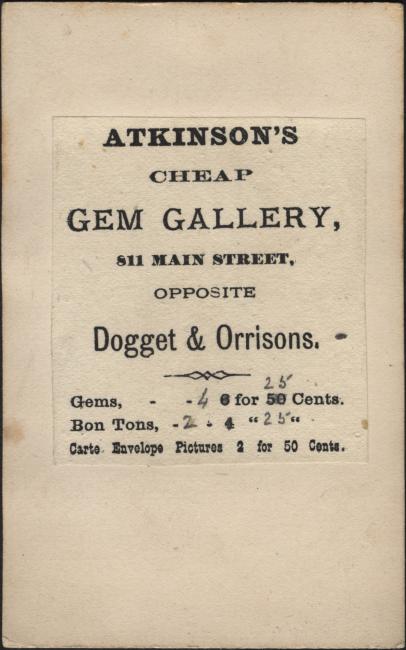 ATKINSON'S
CHEAP
GEM GALLERY,
811 MAIN STREET,
OPPOSITE
Dogget & Orrisons.
25
Gems, - - 4 6 for 50 Cents.
Bon Tons, - 2 - 4 " 25 "
Carte Envelope Pictures 2 for 50 Cents.